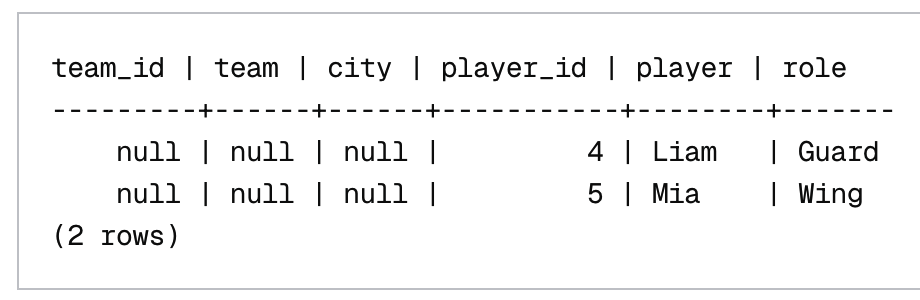 team_id | team | city | player_id | player | role
---------+------+------+-----------+--------+-------
    null | null | null |         4 | Liam   | Guard
    null | null | null |         5 | Mia    | Wing
(2 rows)